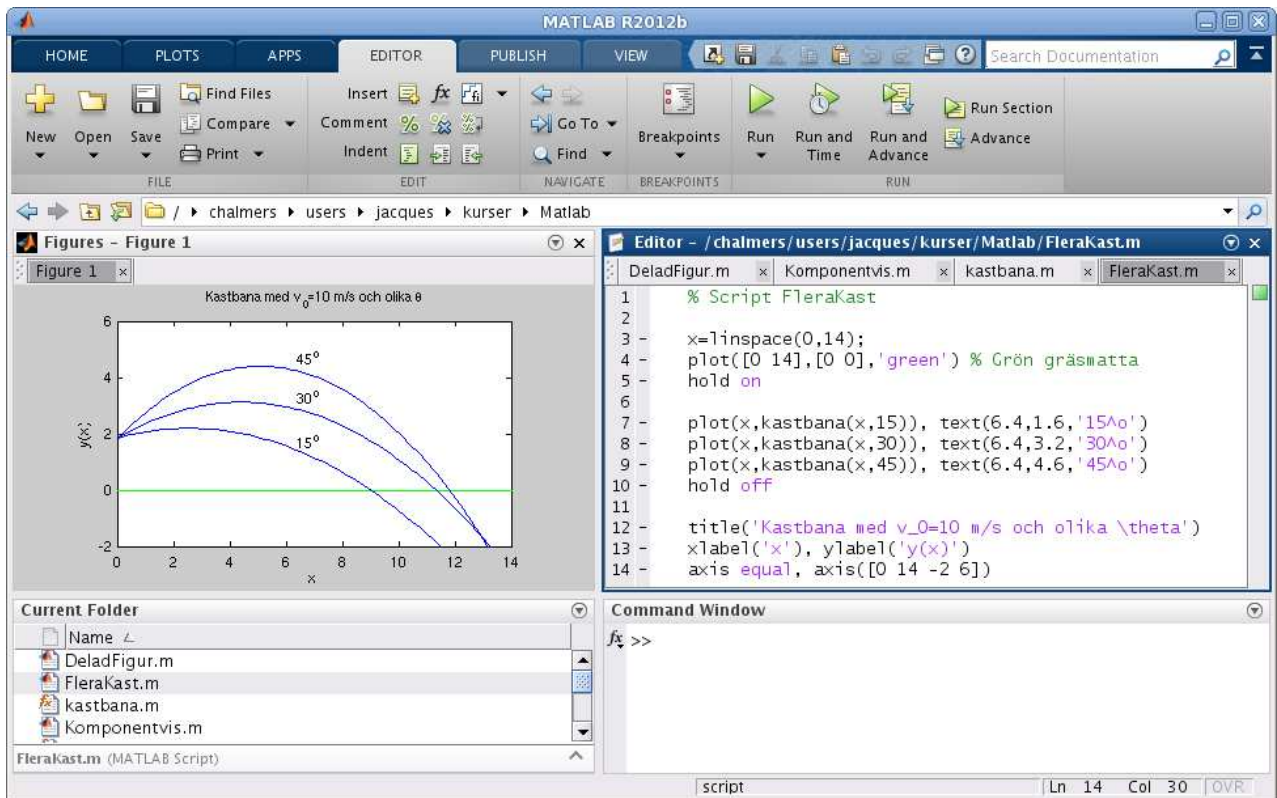 MATLAB R2012b
HOME PLOTS APPS EDITOR PUBLISH VIEW Search Documentation
Find Files Insert fx
New Open Save Compare Comment % Go To Breakpoints Run Run and Time Run and Advance Run Section
Print Indent Find Advance
FILE EDIT NAVIGATE BREAKPOINTS RUN
/ chalmers users jacques kurser Matlab
Figures - Figure 1
Figure 1
Kastbana med v₀=10 m/s och olika θ
6
4
2
0
-2
y(x)
45º
30º
15º
0 2 4 6 8 10 12 14
x
Editor - /chalmers/users/jacques/kurser/Matlab/FleraKast.m
DeladFigur.m Komponentvis.m kastbana.m FleraKast.m
1 % Script FleraKast
2
3 - x=linspace(0,14);
4 - plot([0 14],[0 0],'green') % Grön gräsmatta
5 - hold on
6
7 - plot(x,kastbana(x,15)), text(6.4,1.6,'15^o')
8 - plot(x,kastbana(x,30)), text(6.4,3.2,'30^o')
9 - plot(x,kastbana(x,45)), text(6.4,4.6,'45^o')
10 - hold off
11
12 - title('Kastbana med v_0=10 m/s och olika \theta')
13 - xlabel('x'), ylabel('y(x)')
14 - axis equal, axis([0 14 -2 6])
Current Folder
Name
DeladFigur.m
FleraKast.m
kastbana.m
Komponentvis.m
FleraKast.m (MATLAB Script)
Command Window
fx >>
script Ln 14 Col 30 OVR